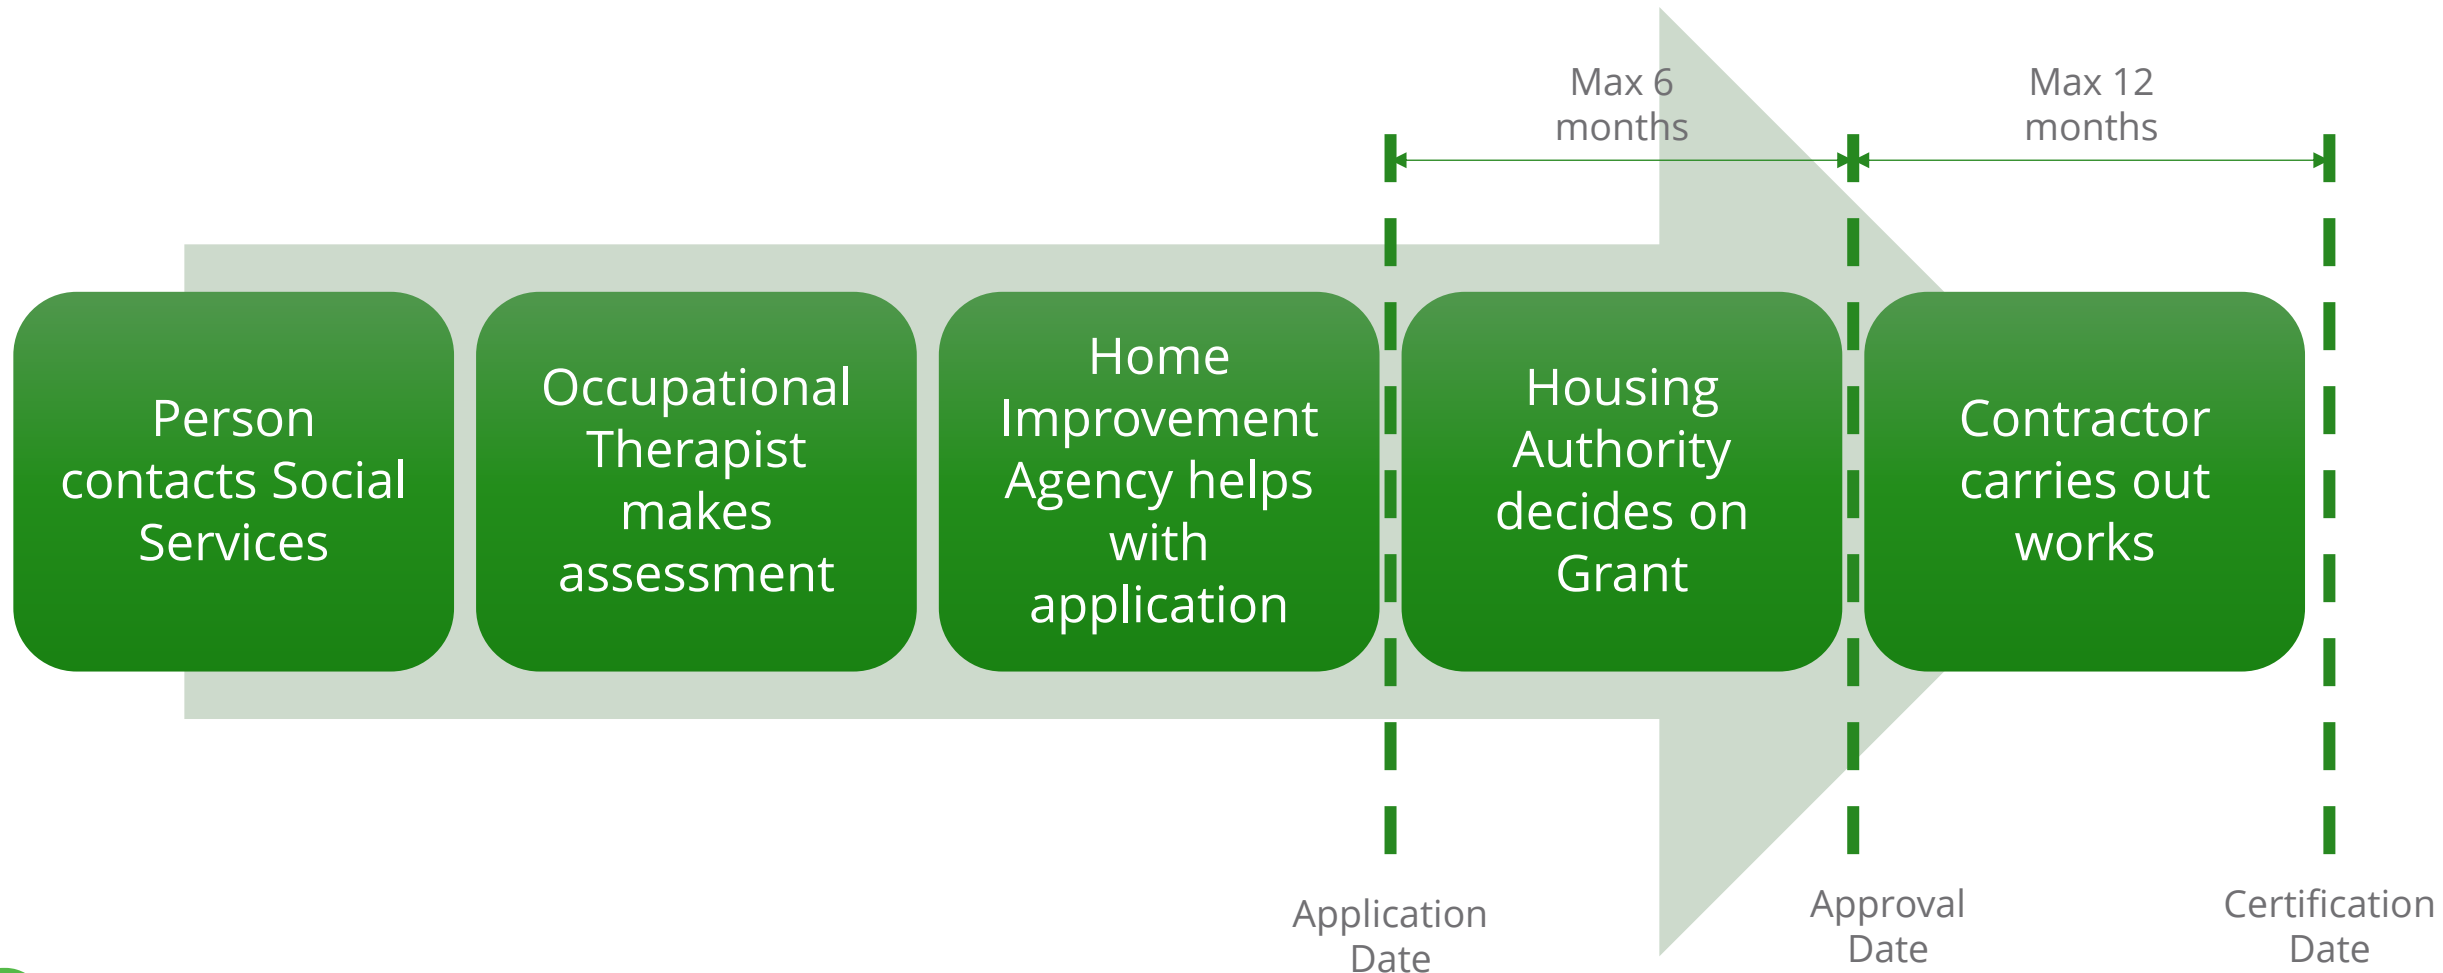 Max 6
months
Max 12
months
Person
contacts Social
Services
Occupational
Therapist
makes
assessment
Home
Improvement
Agency helps
with
application
Housing
Authority
decides on
Grant
Contractor
carries out
works
Application
Date
Approval
Date
Certification
Date